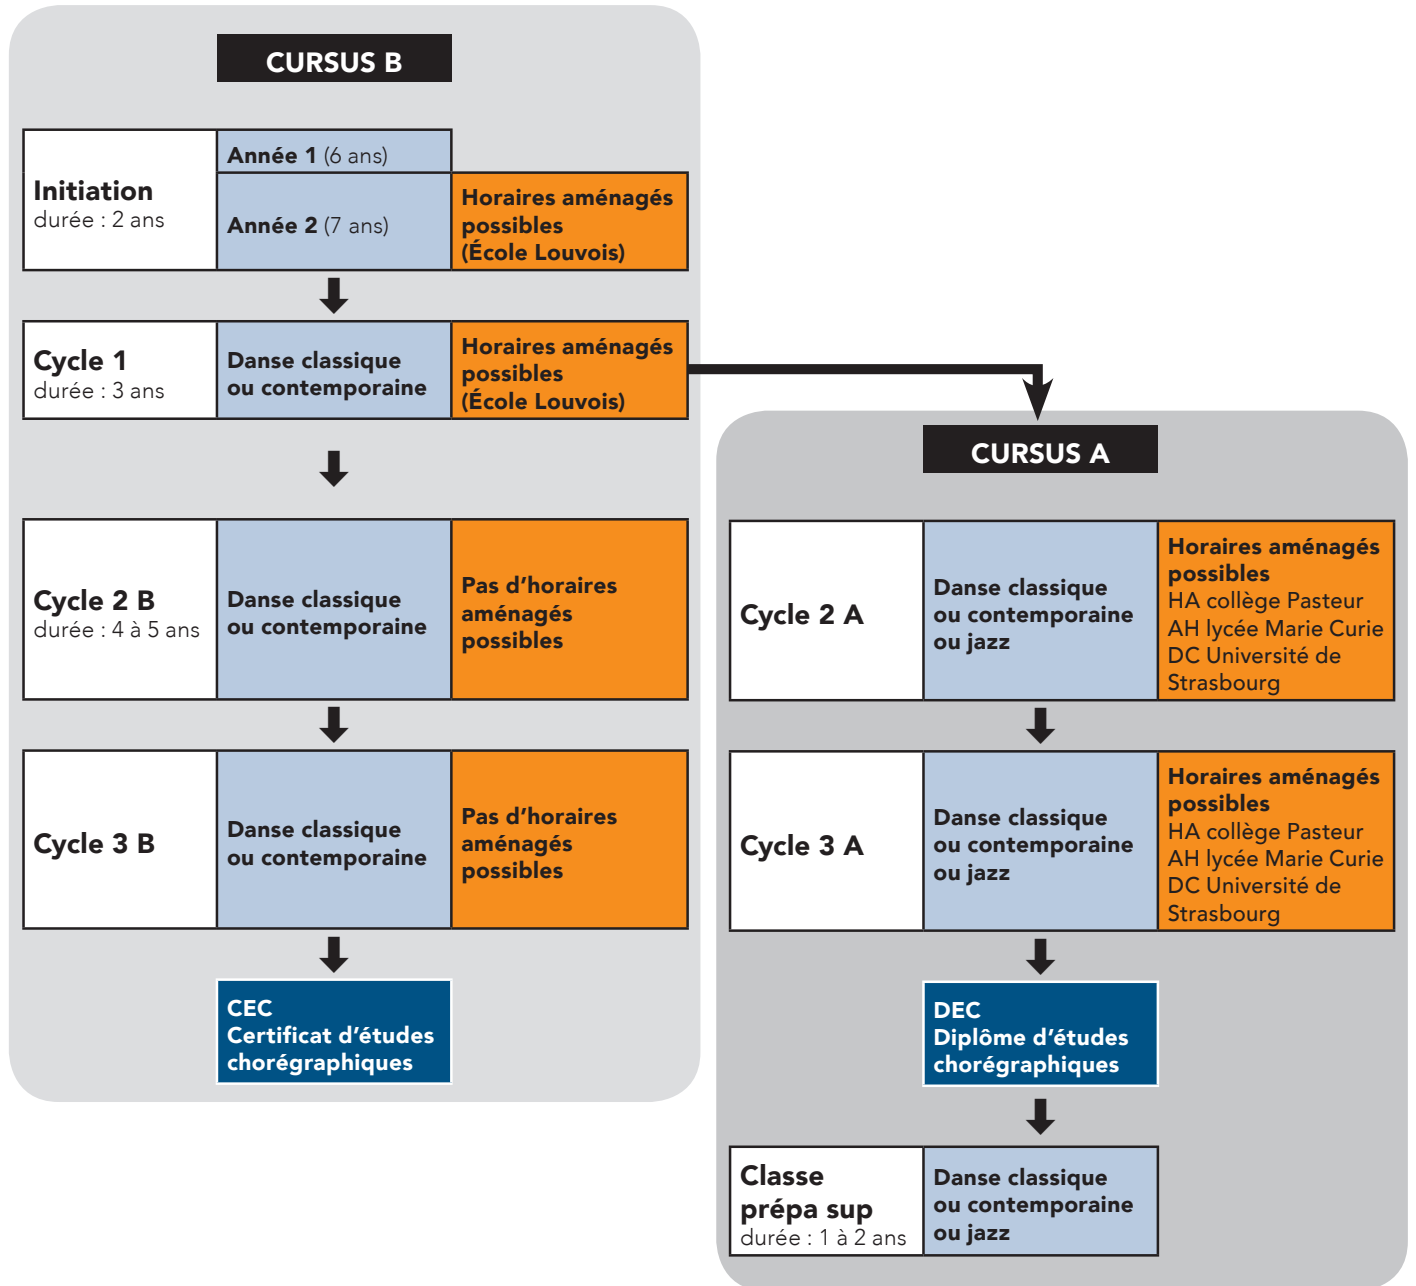 CURSUS B
Initiation
durée : 2 ans
Année 1 (6 ans)
Année 2 (7 ans)
Horaires aménagés
possibles
(École Louvois)
Cycle 1
durée : 3 ans
Danse classique
ou contemporaine
Horaires aménagés
possibles
(École Louvois)
Cycle 2 B
durée : 4 à 5 ans
Danse classique
ou contemporaine
Pas d’horaires
aménagés
possibles
Cycle 3 B
Danse classique
ou contemporaine
Pas d’horaires
aménagés
possibles
CEC
Certificat d’études
chorégraphiques
CURSUS A
Cycle 2 A
Danse classique
ou contemporaine
ou jazz
Horaires aménagés
possibles
HA collège Pasteur
AH lycée Marie Curie
DC Université de
Strasbourg
Cycle 3 A
Danse classique
ou contemporaine
ou jazz
Horaires aménagés
possibles
HA collège Pasteur
AH lycée Marie Curie
DC Université de
Strasbourg
DEC
Diplôme d’études
chorégraphiques
Classe
prépa sup
durée : 1 à 2 ans
Danse classique
ou contemporaine
ou jazz